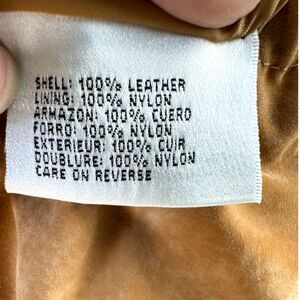 SHELL: 100% LEATHER
LINING: 100% NYLON
ARMAZON: 100% CUERO
FORRO: 100% NYLON
EXTERIEUR: 100% CUIR
DOUBLURE: 100% NYLON
CARE ON REVERSE